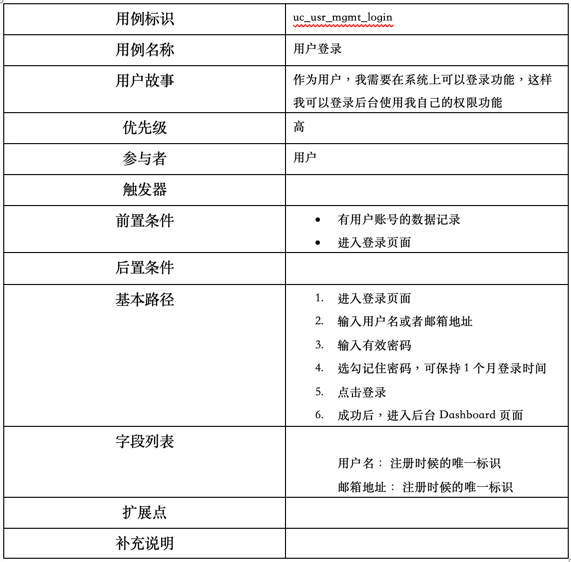 用例标识
uc_usr_mgmt_login
用例名称
用户登录
用户故事
作为用户，我需要在系统上可以登录功能，这样
我可以登录后台使用我自己的权限功能
优先级
高
参与者
用户
触发器
前置条件
• 有用户账号的数据记录
• 进入登录页面
后置条件
基本路径
1. 进入登录页面
2. 输入用户名或者邮箱地址
3. 输入有效密码
4. 选勾记住密码，可保持 1 个月登录时间
5. 点击登录
6. 成功后，进入后台 Dashboard 页面
字段列表
用户名： 注册时候的唯一标识
邮箱地址： 注册时候的唯一标识
扩展点
补充说明